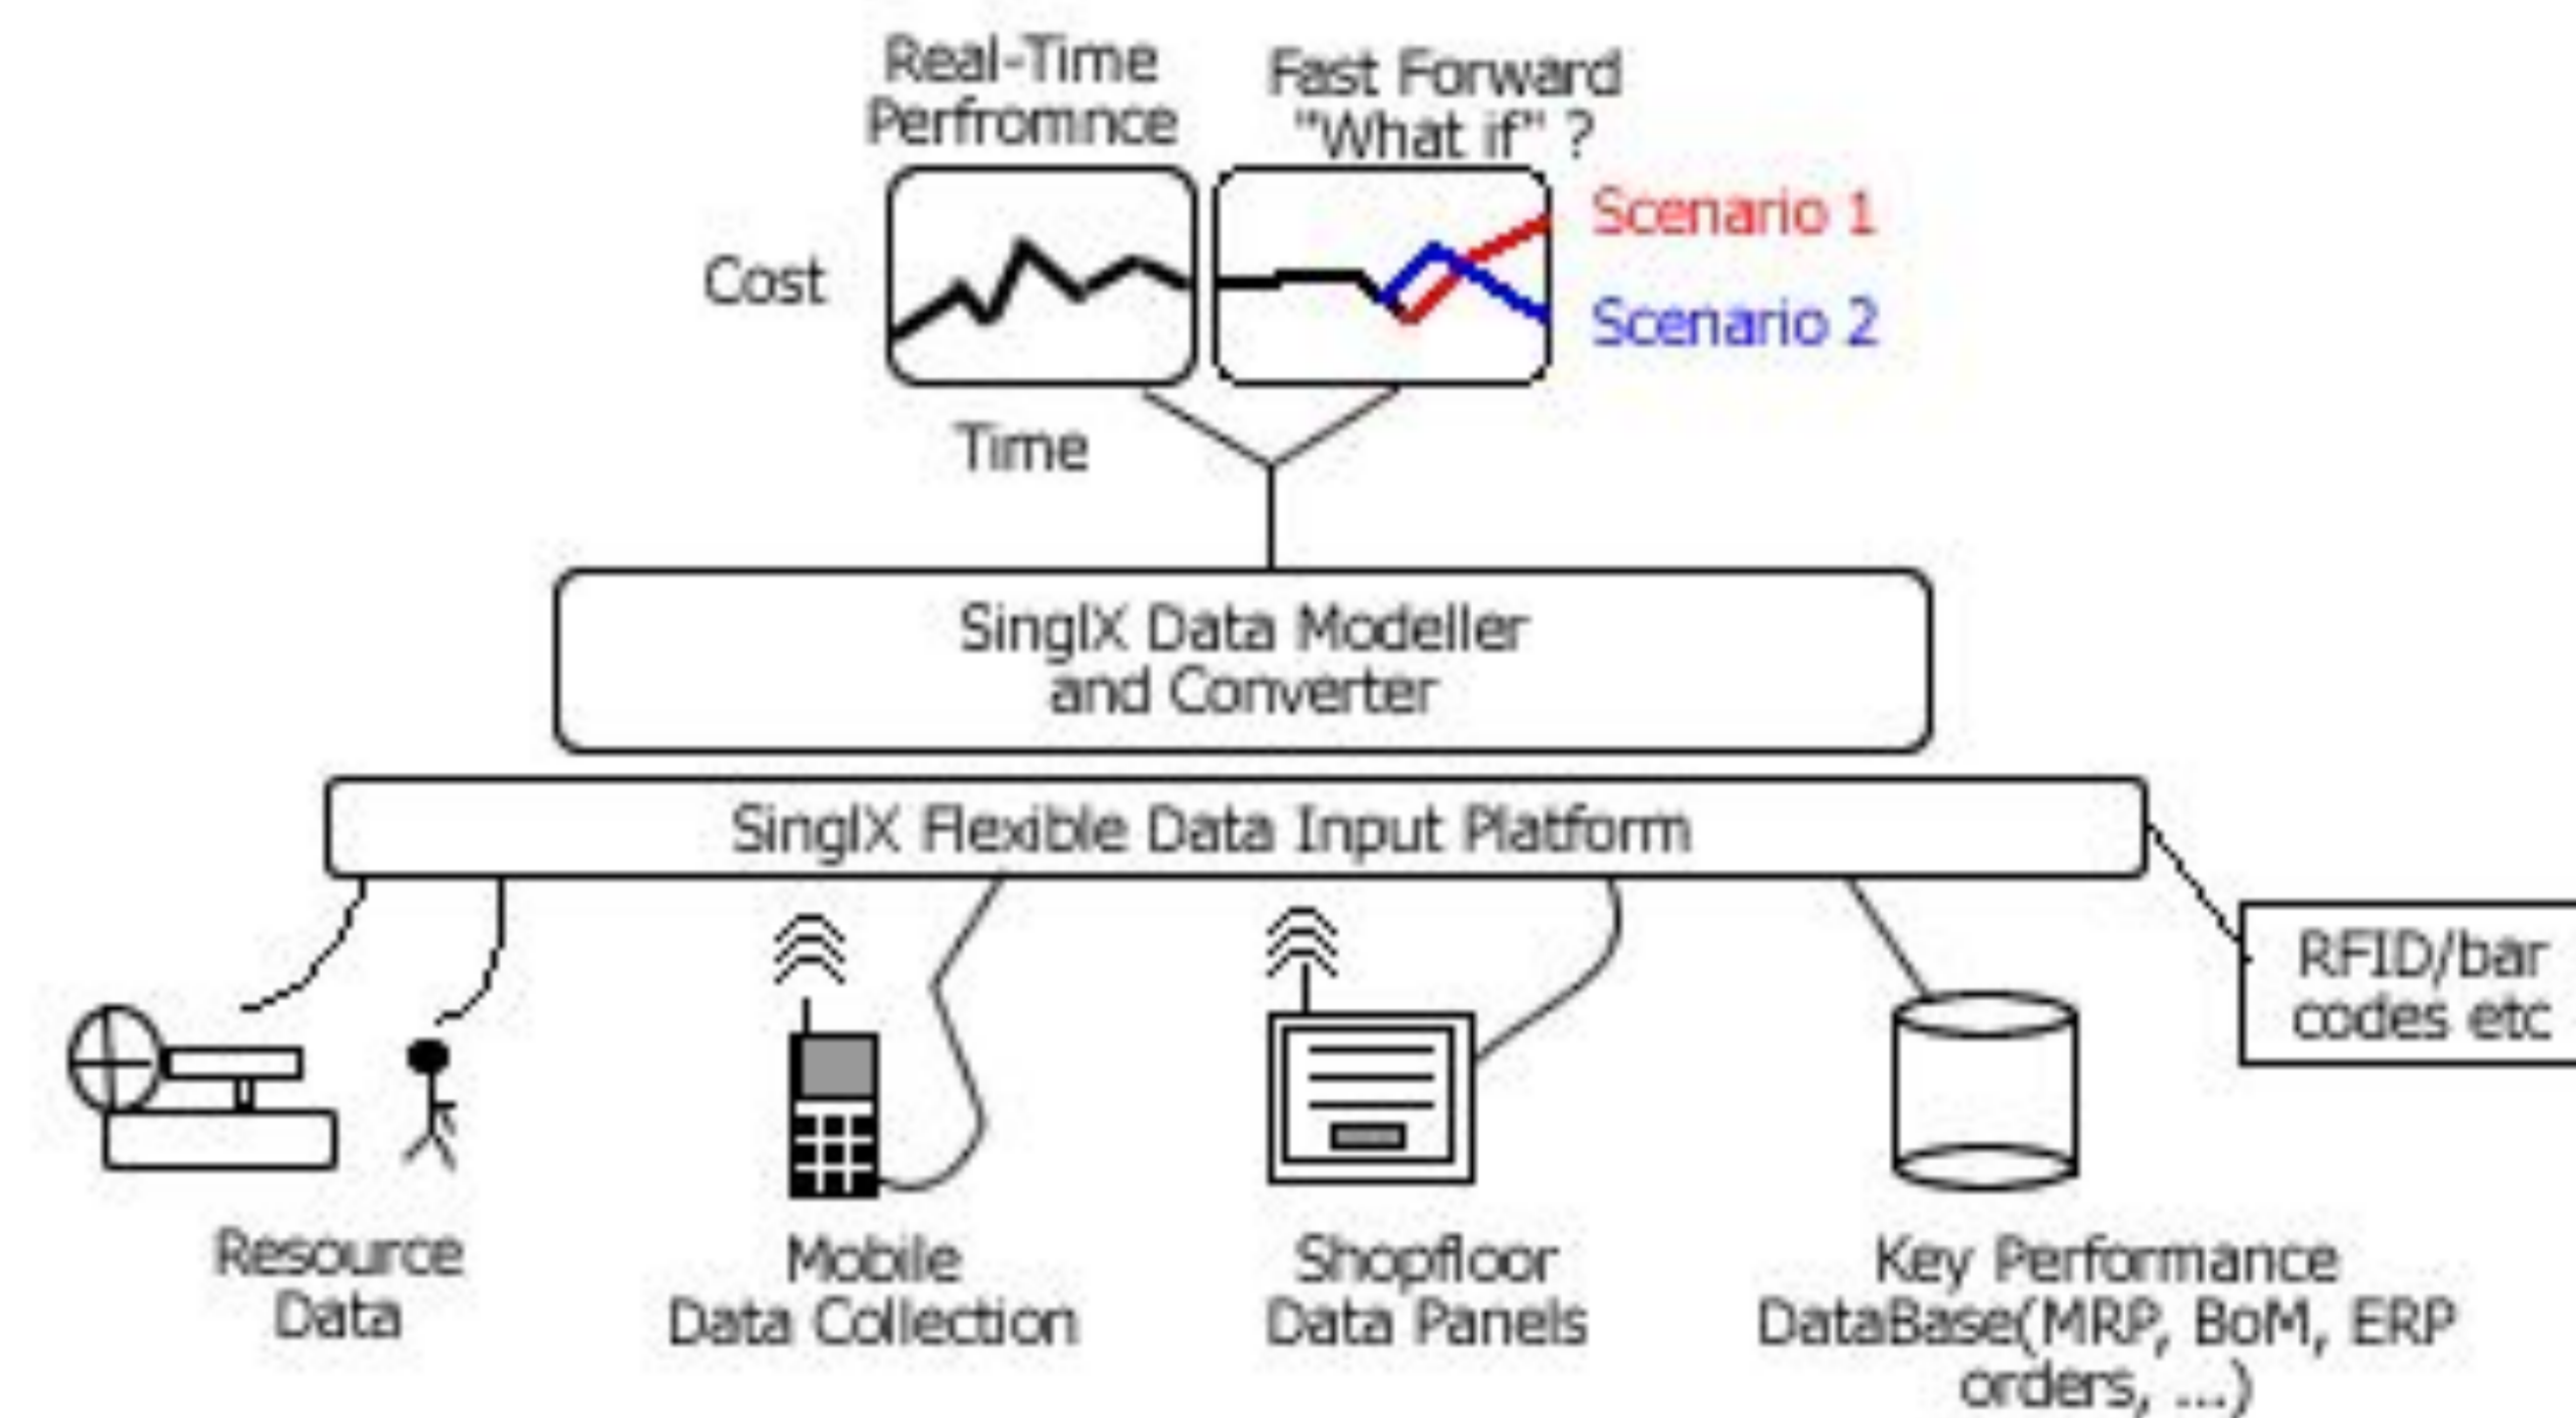 Real-Time
Perfromnce
Fast Forward
"What if" ?
Scenario 1
Cost
Scenario 2
Time
SinglX Data Modeller
and Converter
SinglX Flexible Data Input Platform
RFID/bar
codes etc
Resource
Data
Mobile
Data Collection
Shopfloor
Data Panels
Key Performance
DataBase(MRP, BoM, ERP
orders, ...)